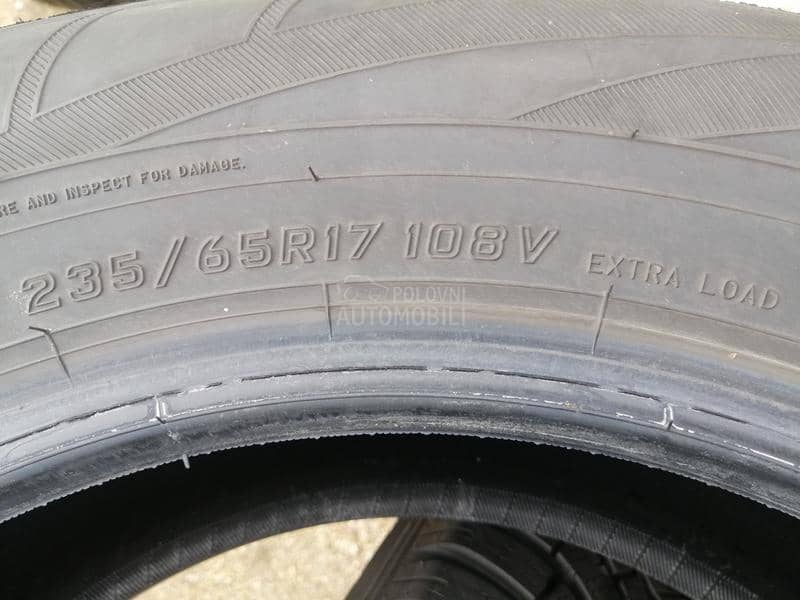 RE AND INSPECT FOR DAMAGE.
235/65R17 108V EXTRA LOAD
POLOVNI
AUTOMOBILI